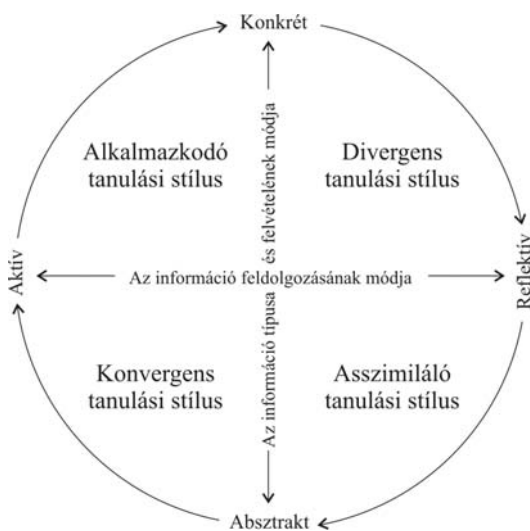 Konkrét
Alkalmazkodó
tanulási stílus
Divergens
tanulási stílus
Az információ típusa és felvételének módja
Aktív
Az információ feldolgozásának módja
Reflektív
Konvergens
tanulási stílus
Asszimiláló
tanulási stílus
Absztrakt